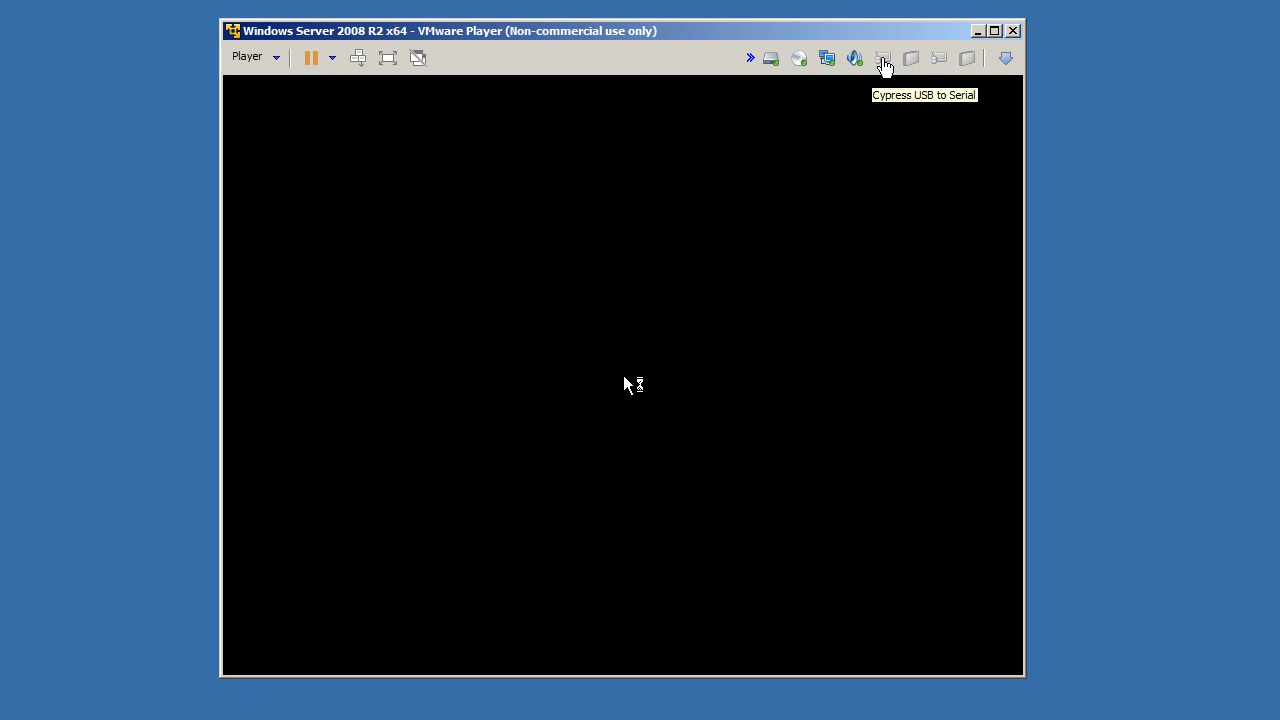 Windows Server 2008 R2 x64 - VMware Player (Non-commercial use only)
Player
Cypress USB to Serial